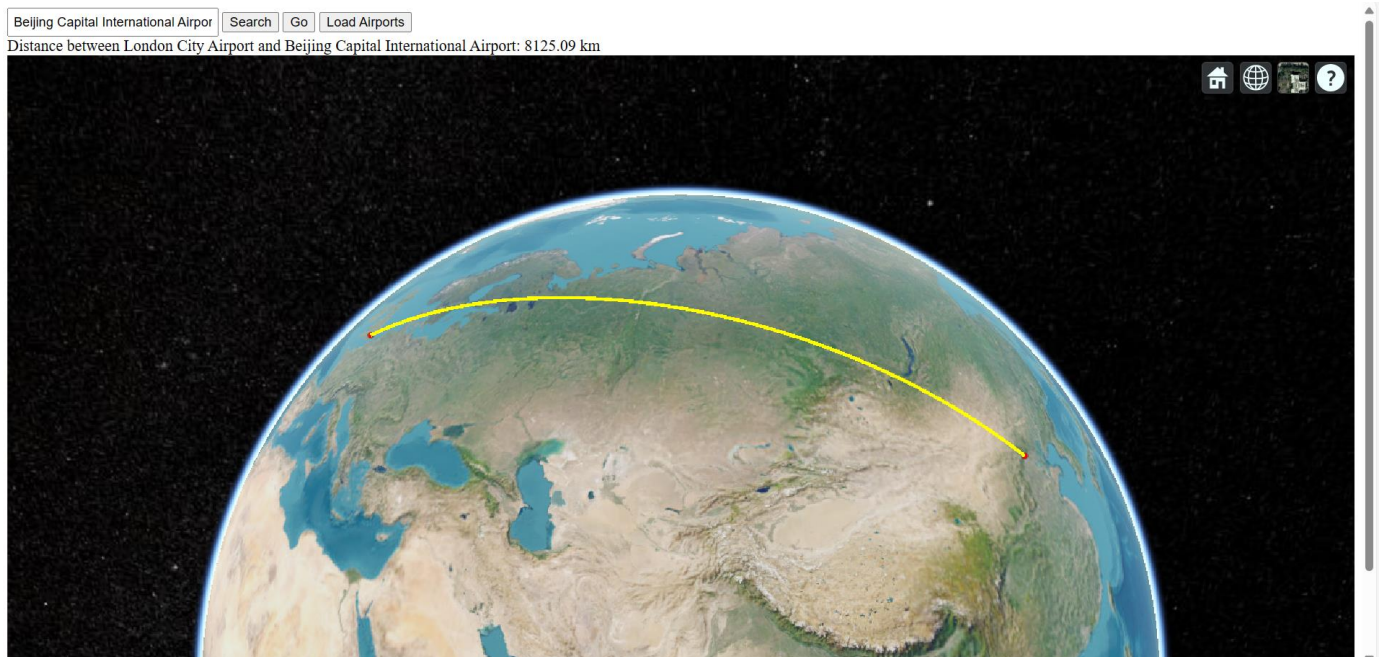 Beijing Capital International Airpor Search Go Load Airports
Distance between London City Airport and Beijing Capital International Airport: 8125.09 km
?